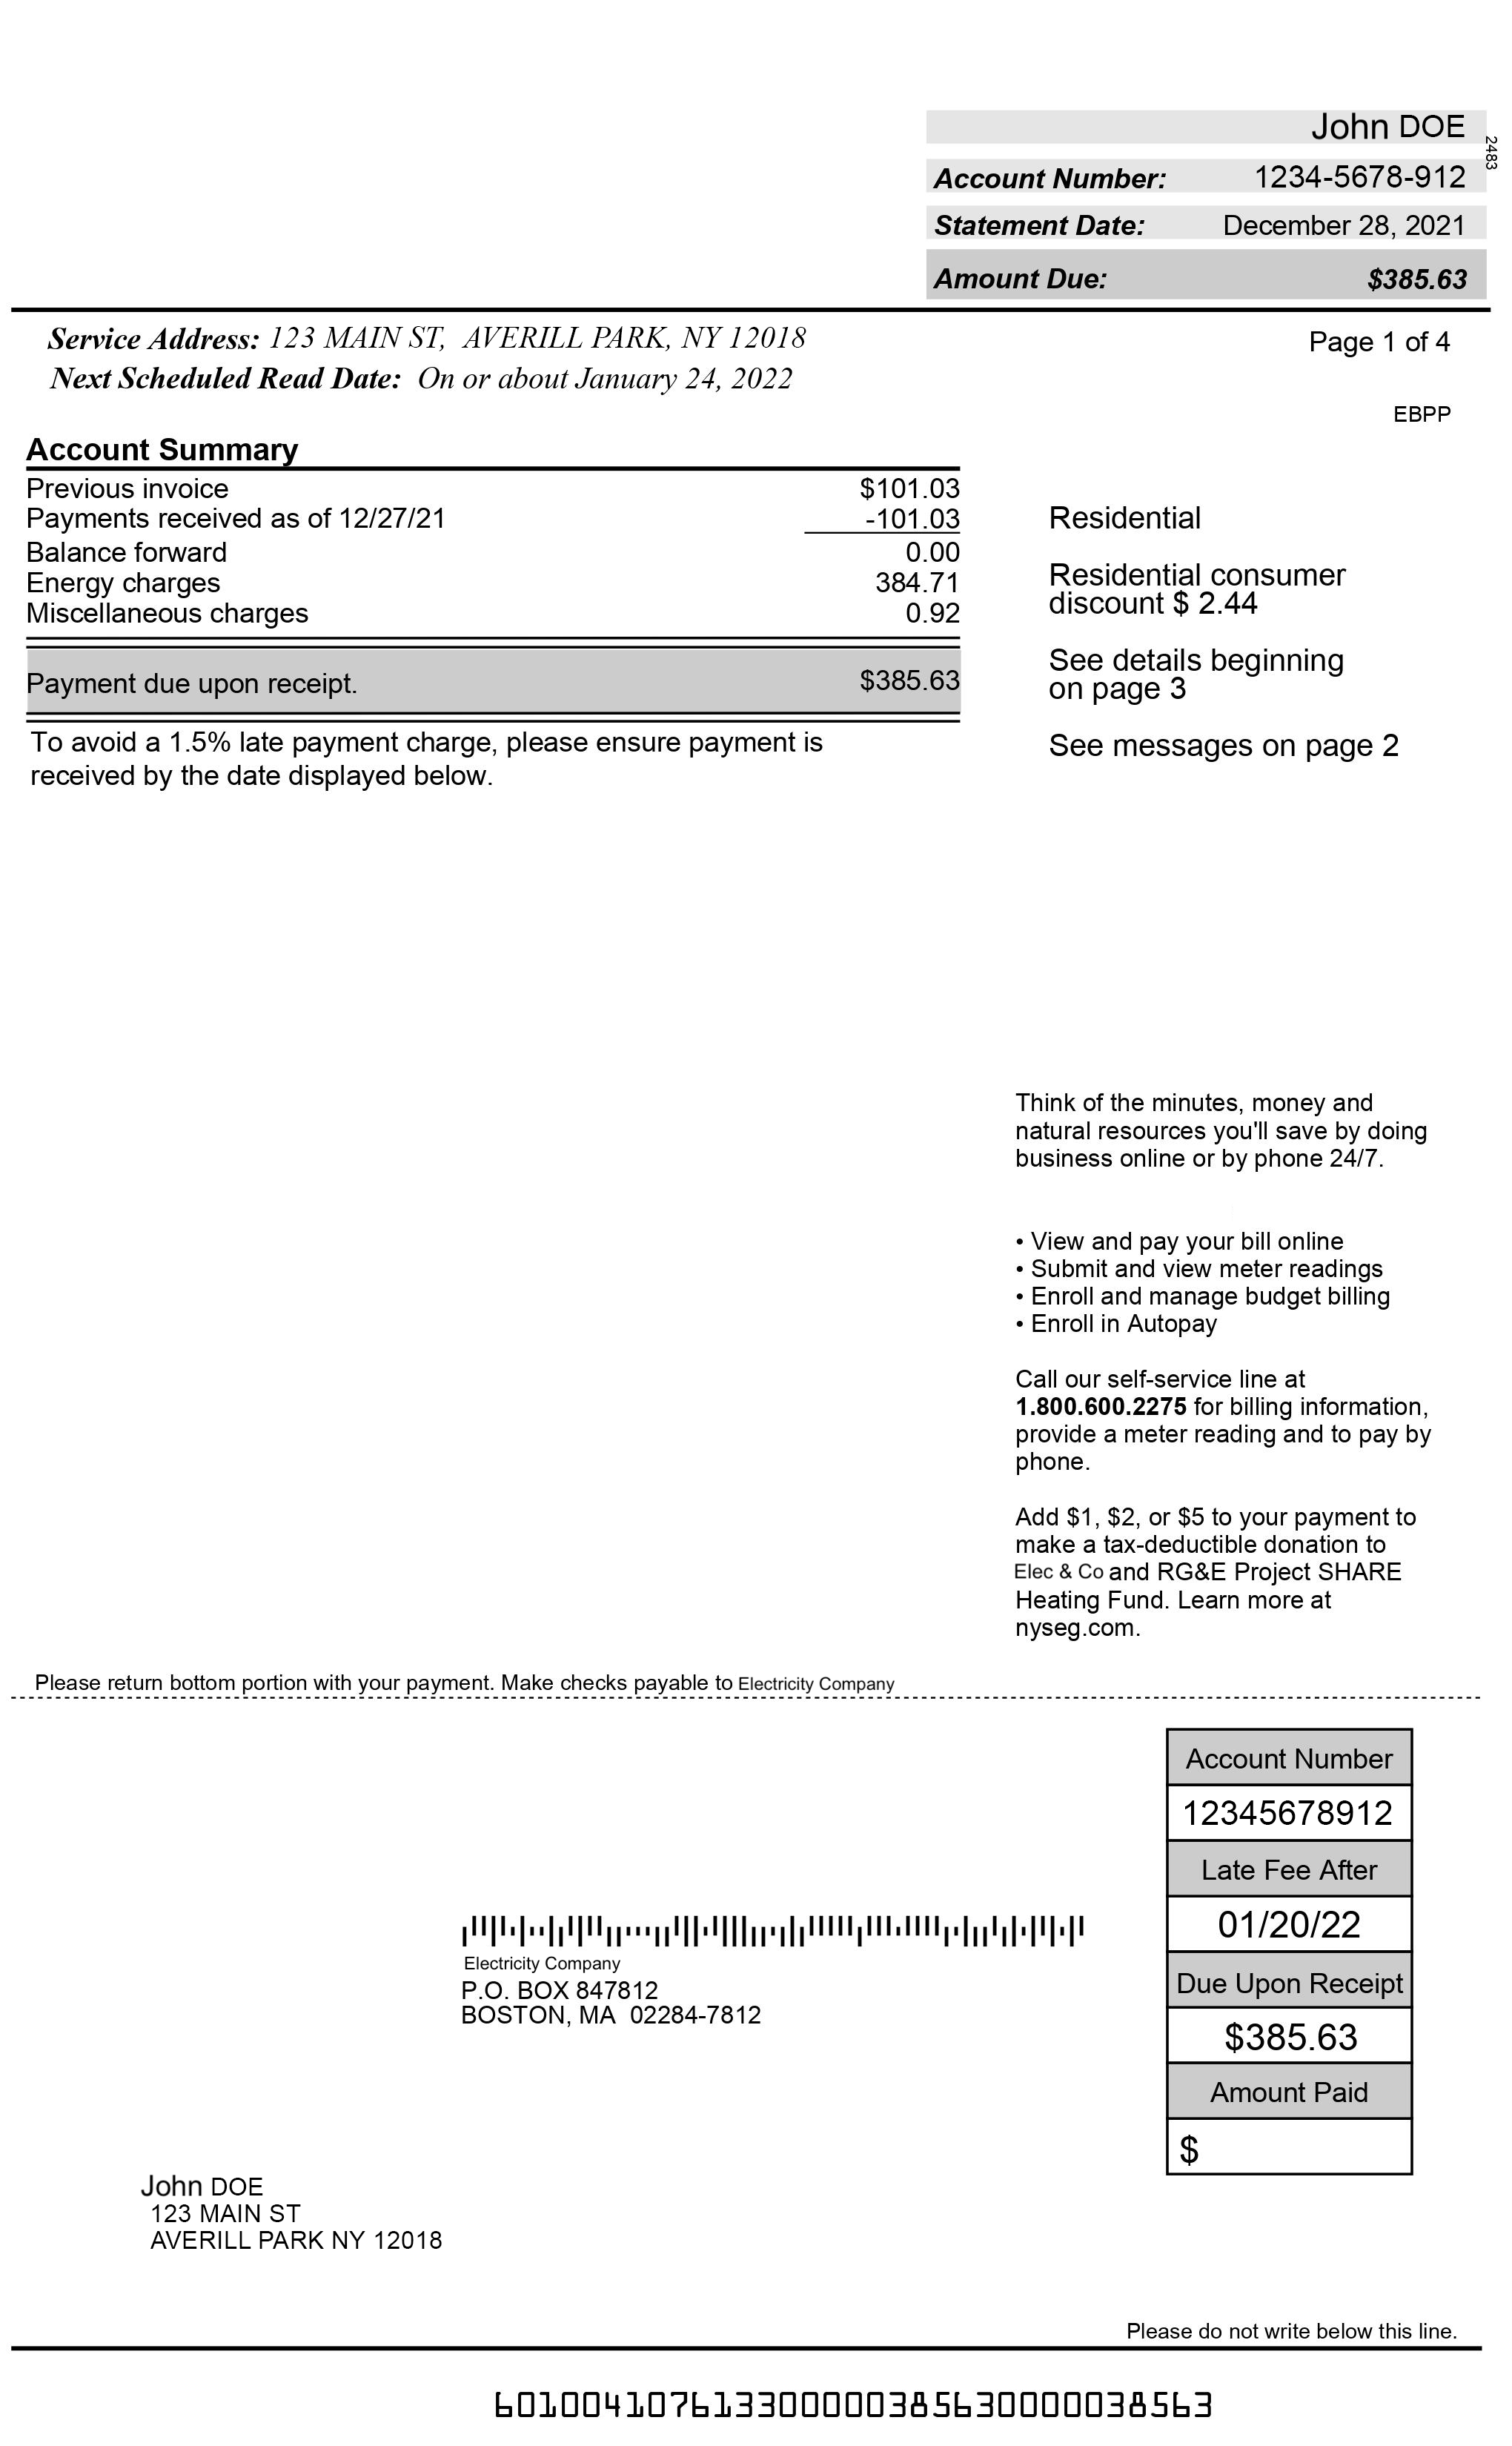 John DOE
2483
Account Number: 1234-5678-912
Statement Date: December 28, 2021
Amount Due: $385.63
Service Address: 123 MAIN ST, AVERILL PARK, NY 12018
Page 1 of 4
Next Scheduled Read Date: On or about January 24, 2022
EBPP
Account Summary
Previous invoice $101.03
Payments received as of 12/27/21 -101.03
Balance forward 0.00
Energy charges 384.71
Miscellaneous charges 0.92
Payment due upon receipt. $385.63
To avoid a 1.5% late payment charge, please ensure payment is
received by the date displayed below.
Residential
Residential consumer
discount $ 2.44
See details beginning
on page 3
See messages on page 2
Think of the minutes, money and
natural resources you'll save by doing
business online or by phone 24/7.
• View and pay your bill online
• Submit and view meter readings
• Enroll and manage budget billing
• Enroll in Autopay
Call our self-service line at
1.800.600.2275 for billing information,
provide a meter reading and to pay by
phone.
Add $1, $2, or $5 to your payment to
make a tax-deductible donation to
Elec & Co and RG&E Project SHARE
Heating Fund. Learn more at
nyseg.com.
Please return bottom portion with your payment. Make checks payable to Electricity Company
Account Number
12345678912
Late Fee After
01/20/22
Due Upon Receipt
$385.63
Amount Paid
$
Electricity Company
P.O. BOX 847812
BOSTON, MA 02284-7812
John DOE
123 MAIN ST
AVERILL PARK NY 12018
Please do not write below this line.
601004107613300000385630000038563